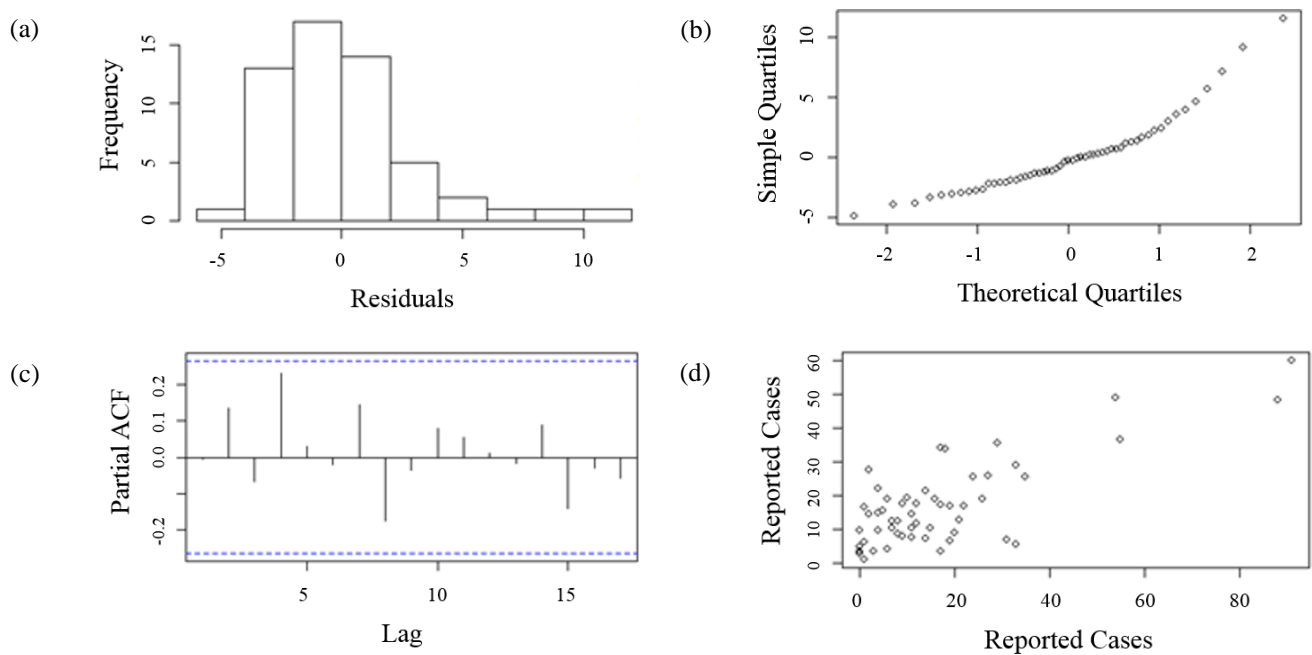 (a)
Frequency
15
10
5
0
-5 0 5 10
Residuals
(b)
Simple Quartiles
10
5
0
-5
-2 -1 0 1 2
Theoretical Quartiles
(c)
Partial ACF
0.2
0.1
0.0
-0.2
5 10 15
Lag
(d)
Reported Cases
60
50
40
30
20
10
0
0 20 40 60 80
Reported Cases